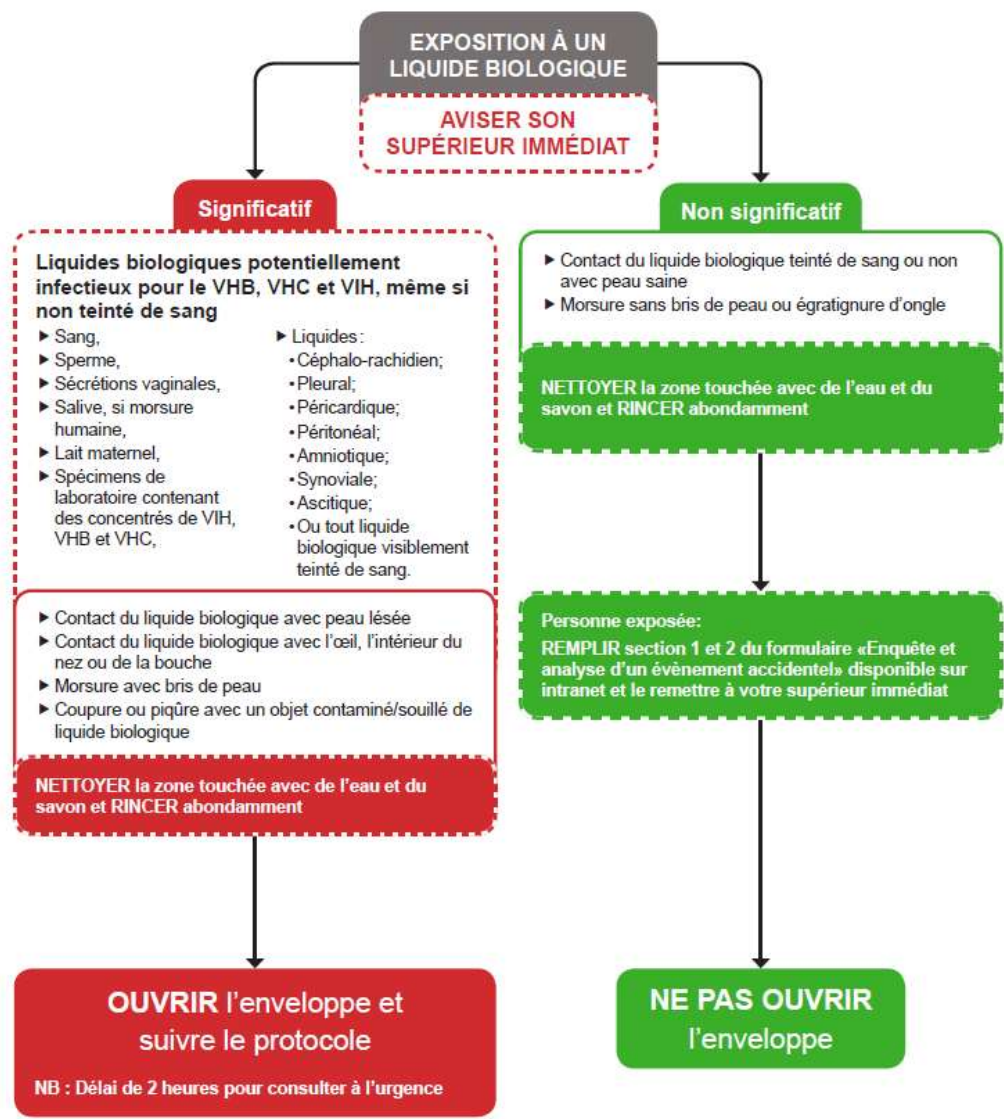 EXPOSITION À UN
LIQUIDE BIOLOGIQUE
AVISER SON
SUPÉRIEUR IMMÉDIAT
Significatif
Liquides biologiques potentiellement
infectieux pour le VHB, VHC et VIH, même si
non teinté de sang
▶ Sang,
▶ Sperme,
▶ Sécrétions vaginales,
▶ Salive, si morsure
humaine,
▶ Lait maternel,
▶ Spécimens de
laboratoire contenant
des concentrés de VIH,
VHB et VHC,
▶ Liquides :
• Céphalo-rachidien;
• Pleural;
• Péricardique;
• Péritonéal;
• Amniotique;
• Synoviale;
• Ascitique;
• Ou tout liquide
biologique visiblement
teinté de sang.
▶ Contact du liquide biologique avec peau lésée
▶ Contact du liquide biologique avec l’œil, l’intérieur du
nez ou de la bouche
▶ Morsure avec bris de peau
▶ Coupure ou piqûre avec un objet contaminé/souillé de
liquide biologique
NETTOYER la zone touchée avec de l’eau et du
savon et RINCER abondamment
OUVRIR l’enveloppe et
suivre le protocole
NB : Délai de 2 heures pour consulter à l’urgence
Non significatif
▶ Contact du liquide biologique teinté de sang ou non
avec peau saine
▶ Morsure sans bris de peau ou égratignure d’ongle
NETTOYER la zone touchée avec de l’eau et du
savon et RINCER abondamment
Personne exposée:
REMPLIR section 1 et 2 du formulaire «Enquête et
analyse d’un évènement accidentel» disponible sur
intranet et le remettre à votre supérieur immédiat
NE PAS OUVRIR
l’enveloppe